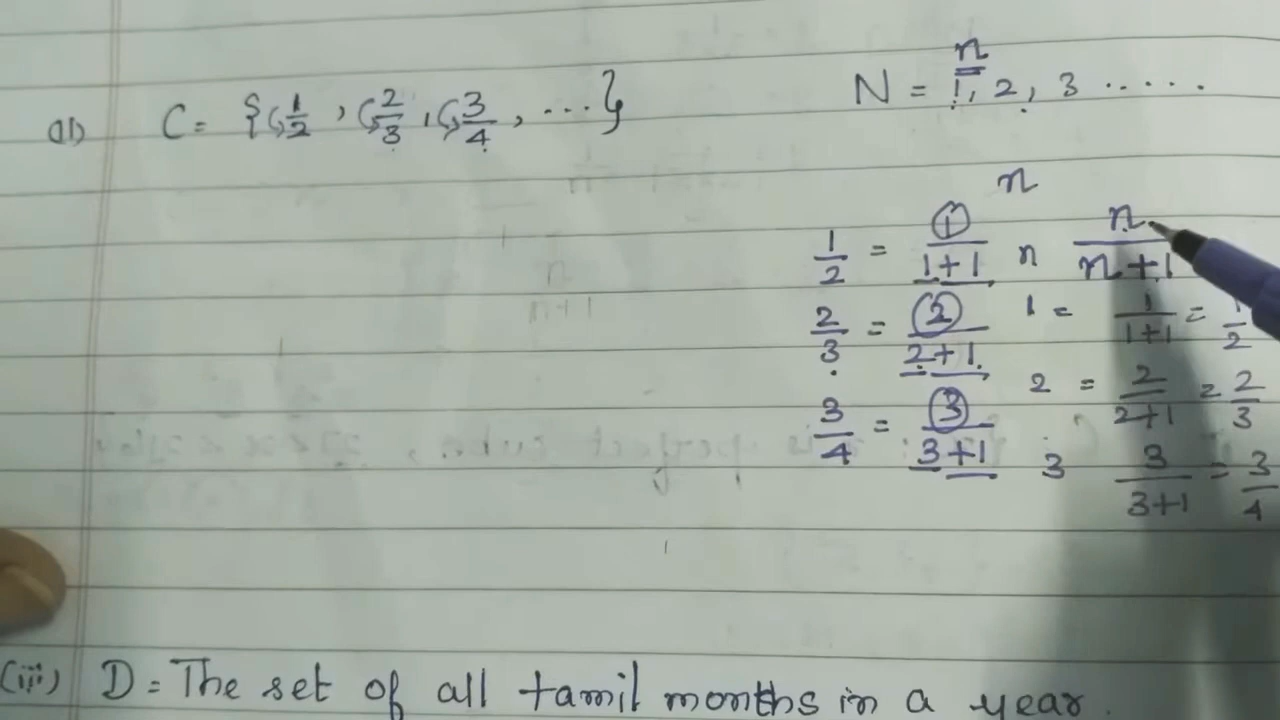 (ii) C = { 1/2 , 2/3 , 3/4 , ... }
N = 1, 2, 3 ......
n
n
1/2 = 1/(1+1) n n/(n+1)
2/3 = 2/(2+1) 1 = 1/(1+1) = 1/2
3/4 = 3/(3+1) 2 = 2/(2+1) = 2/3
3 3/(3+1) = 3/4
(iii) D = The set of all tamil months in a year.